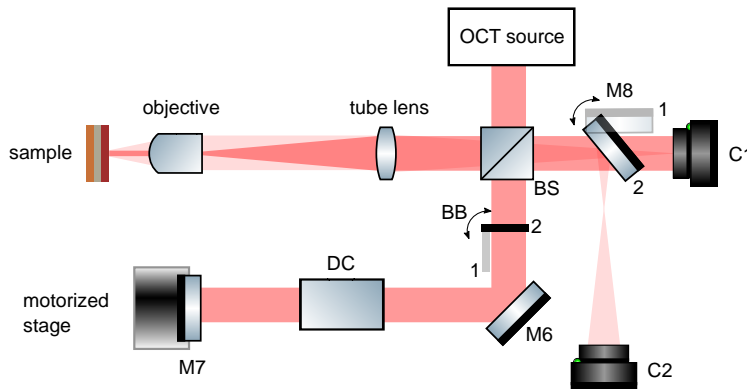 OCT source
objective
tube lens
M8
1
sample
C1
BS
2
BB
2
1
DC
motorized
stage
M6
M7
C2